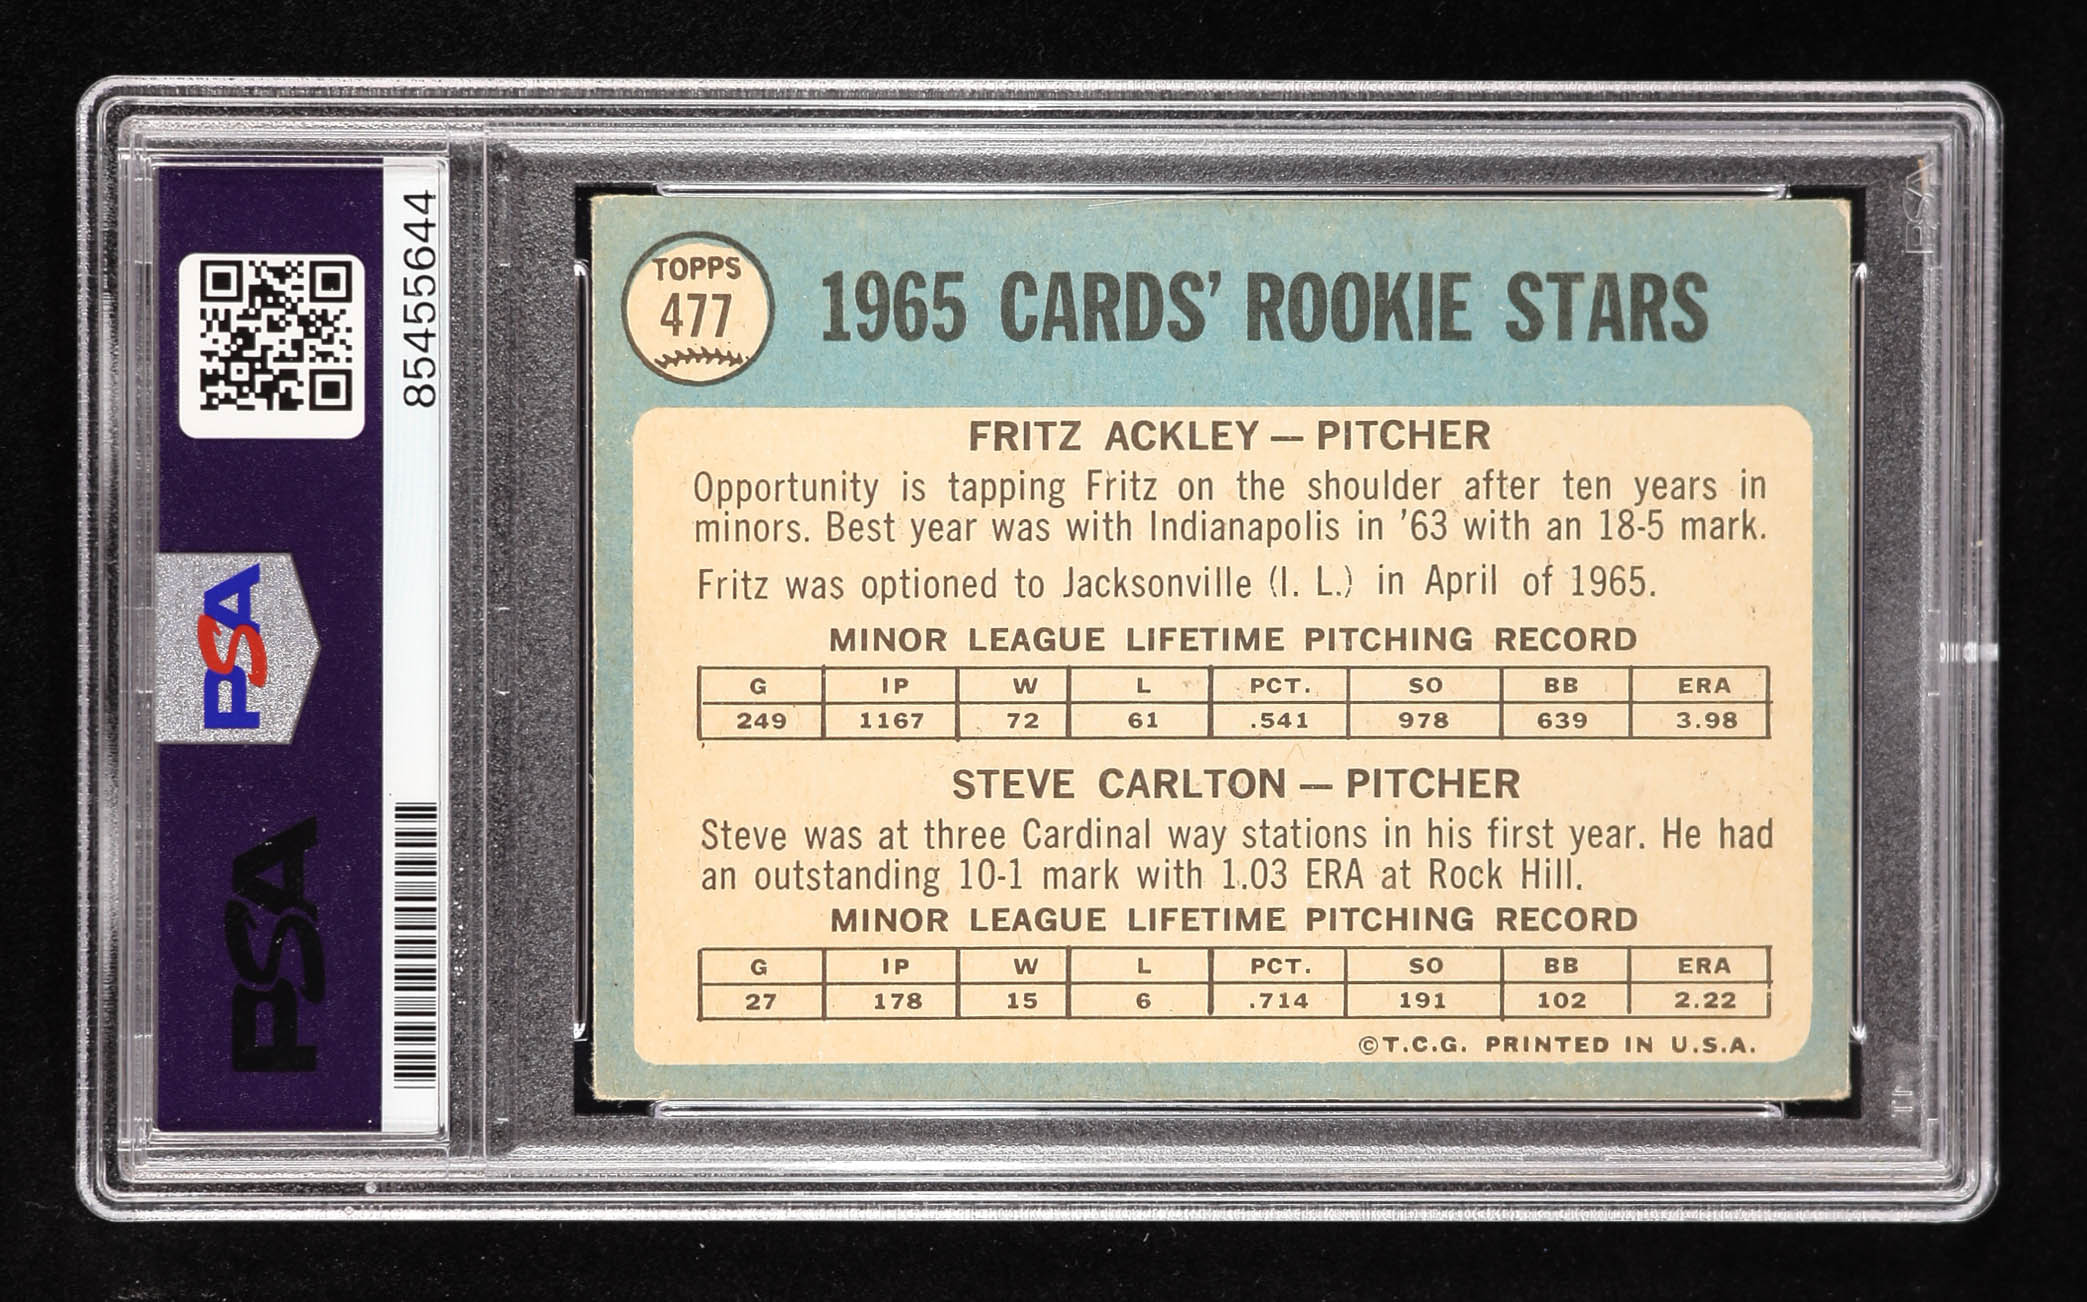 85455644
PSA
PSA
PSA
TOPPS
477
1965 CARDS' ROOKIE STARS
FRITZ ACKLEY — PITCHER
Opportunity is tapping Fritz on the shoulder after ten years in
minors. Best year was with Indianapolis in '63 with an 18-5 mark.
Fritz was optioned to Jacksonville (I. L.) in April of 1965.
MINOR LEAGUE LIFETIME PITCHING RECORD
G IP W L PCT. SO BB ERA
249 1167 72 61 .541 978 639 3.98
STEVE CARLTON — PITCHER
Steve was at three Cardinal way stations in his first year. He had
an outstanding 10-1 mark with 1.03 ERA at Rock Hill.
MINOR LEAGUE LIFETIME PITCHING RECORD
G IP W L PCT. SO BB ERA
27 178 15 6 .714 191 102 2.22
©T.C.G. PRINTED IN U.S.A.